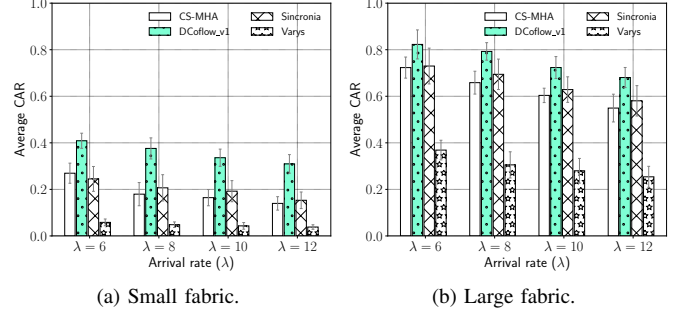 CS-MHA
DCoflow_v1
Sincronia
Varys
1.0
0.8
0.6
0.4
0.2
0.0
Average CAR
λ = 6
λ = 8
λ = 10
λ = 12
Arrival rate (λ)
(a) Small fabric.
CS-MHA
DCoflow_v1
Sincronia
Varys
1.0
0.8
0.6
0.4
0.2
0.0
Average CAR
λ = 6
λ = 8
λ = 10
λ = 12
Arrival rate (λ)
(b) Large fabric.